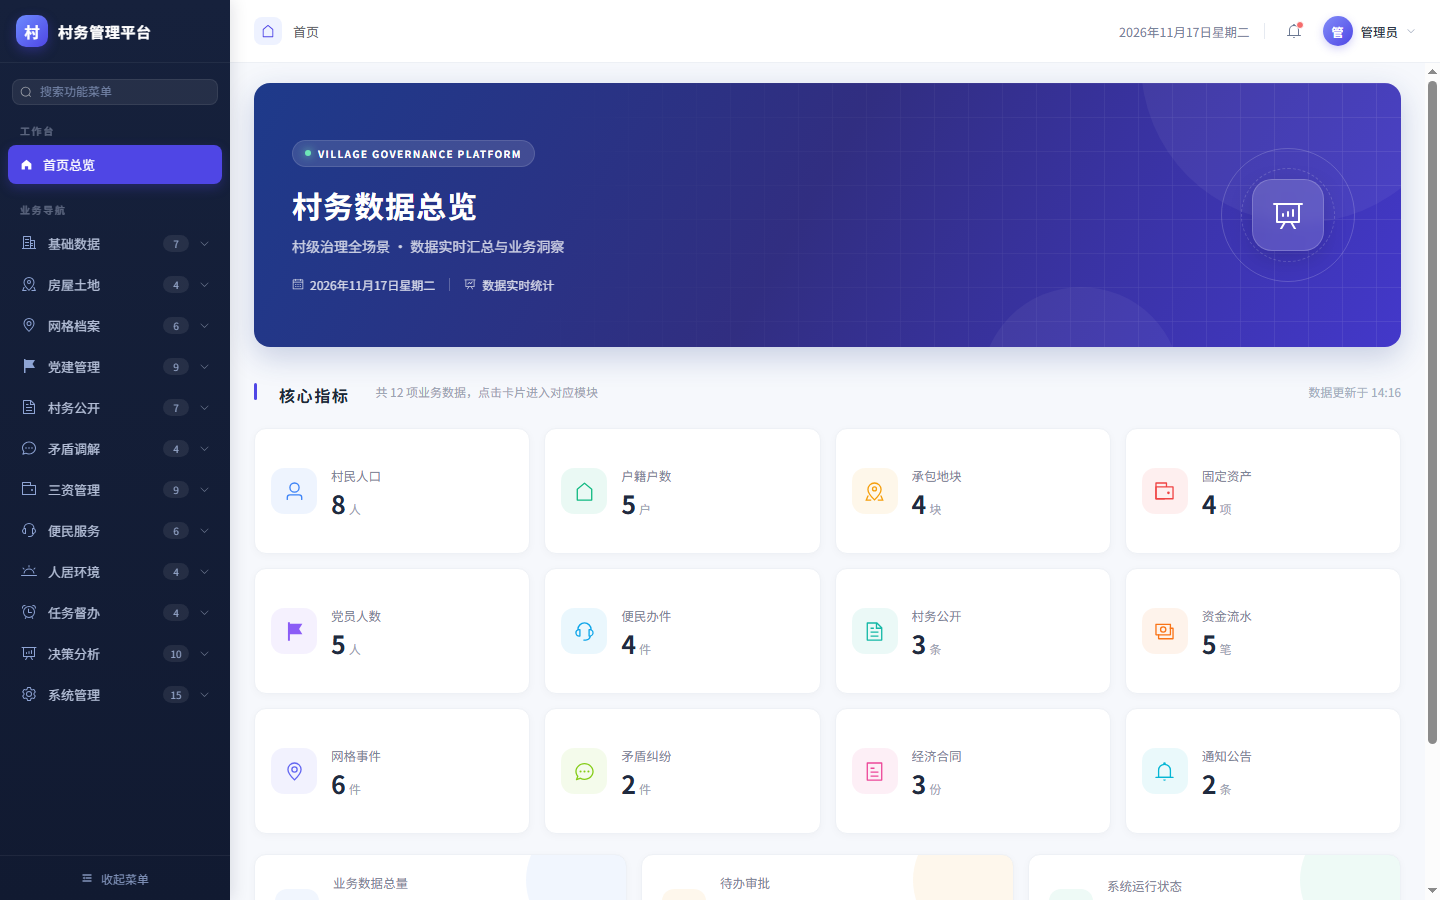 村 村务管理平台
搜索功能菜单
工作台
首页总览
业务导航
基础数据 7
房屋土地 4
网格档案 6
党建管理 9
村务公开 7
矛盾调解 4
三资管理 9
便民服务 6
人居环境 4
任务督办 4
决策分析 10
系统管理 15
收起菜单
首页
2026年11月17日星期二
管 管理员
VILLAGE GOVERNANCE PLATFORM
村务数据总览
村级治理全场景 · 数据实时汇总与业务洞察
2026年11月17日星期二 数据实时统计
核心指标 共 12 项业务数据，点击卡片进入对应模块 数据更新于 14:16
村民人口
8 人
户籍户数
5 户
承包地块
4 块
固定资产
4 项
党员人数
5 人
便民办件
4 件
村务公开
3 条
资金流水
5 笔
网格事件
6 件
矛盾纠纷
2 件
经济合同
3 份
通知公告
2 条
业务数据总量
待办审批
系统运行状态